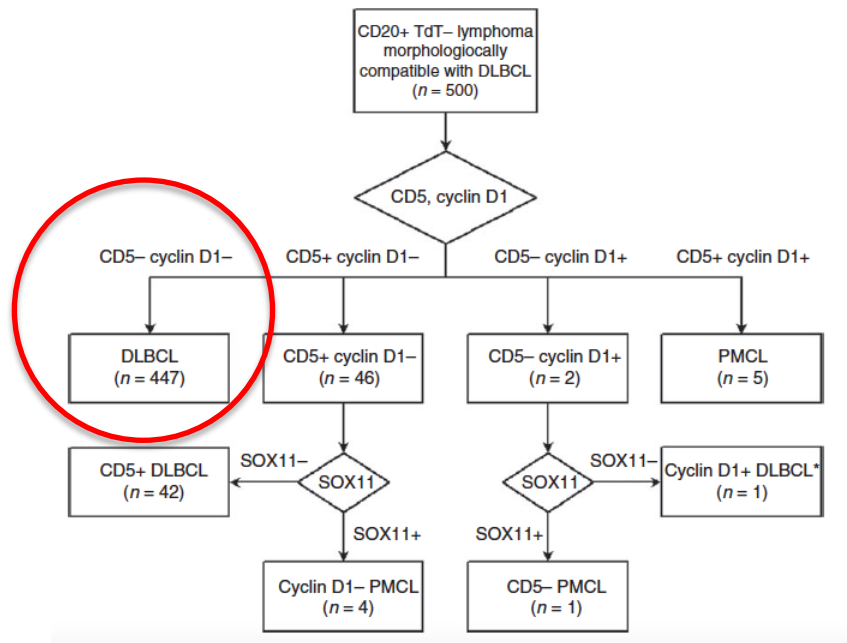 CD20+ TdT– lymphoma
morphologiocally
compatible with DLBCL
(n = 500)
CD5, cyclin D1
CD5– cyclin D1–
CD5+ cyclin D1–
CD5– cyclin D1+
CD5+ cyclin D1+
DLBCL
(n = 447)
CD5+ cyclin D1–
(n = 46)
CD5– cyclin D1+
(n = 2)
PMCL
(n = 5)
CD5+ DLBCL
(n = 42)
SOX11–
SOX11
SOX11
SOX11–
Cyclin D1+ DLBCL*
(n = 1)
SOX11+
SOX11+
Cyclin D1– PMCL
(n = 4)
CD5– PMCL
(n = 1)